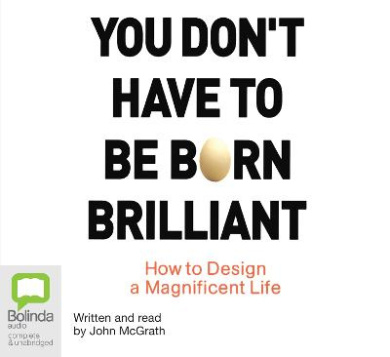 YOU DON'T
HAVE TO
BE BORN
BRILLIANT
How to Design
a Magnificent Life
Bolinda
audio
complete
& unabridged
Written and read
by John McGrath